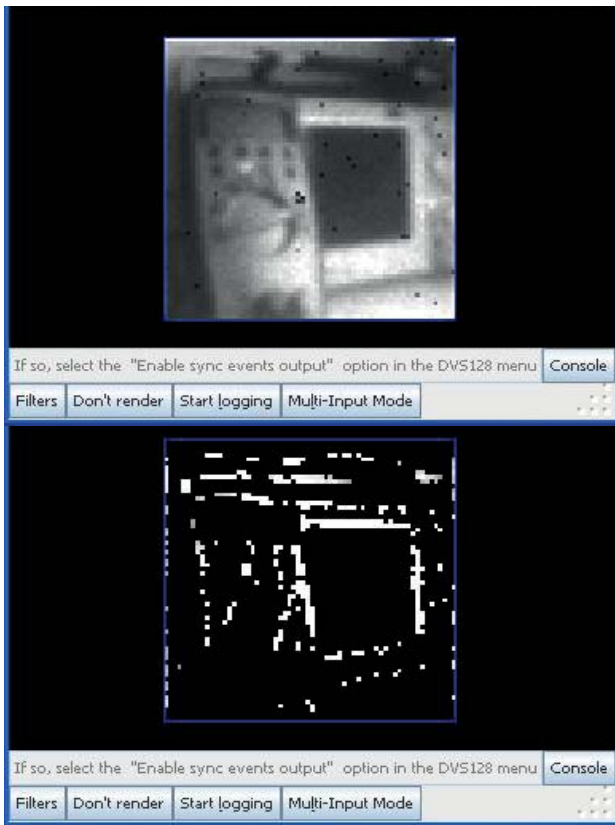 If so, select the "Enable sync events output" option in the DVS128 menu Console
Filters Don't render Start logging Multi-Input Mode
If so, select the "Enable sync events output" option in the DVS128 menu Console
Filters Don't render Start logging Multi-Input Mode